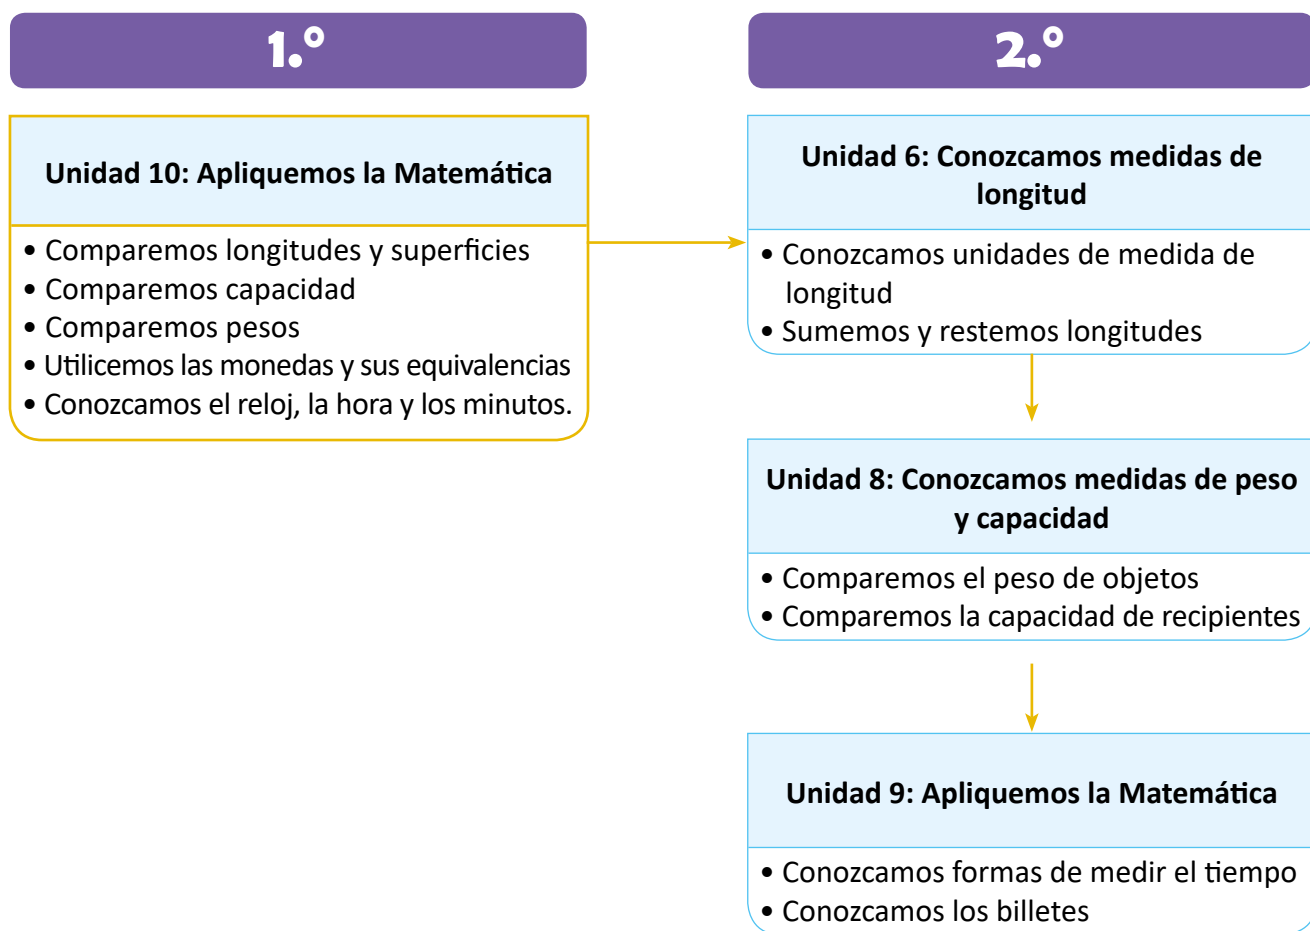 1.º
Unidad 10: Apliquemos la Matemática
• Comparemos longitudes y superficies
• Comparemos capacidad
• Comparemos pesos
• Utilicemos las monedas y sus equivalencias
• Conozcamos el reloj, la hora y los minutos.
2.º
Unidad 6: Conozcamos medidas de
longitud
• Conozcamos unidades de medida de
longitud
• Sumemos y restemos longitudes
Unidad 8: Conozcamos medidas de peso
y capacidad
• Comparemos el peso de objetos
• Comparemos la capacidad de recipientes
Unidad 9: Apliquemos la Matemática
• Conozcamos formas de medir el tiempo
• Conozcamos los billetes